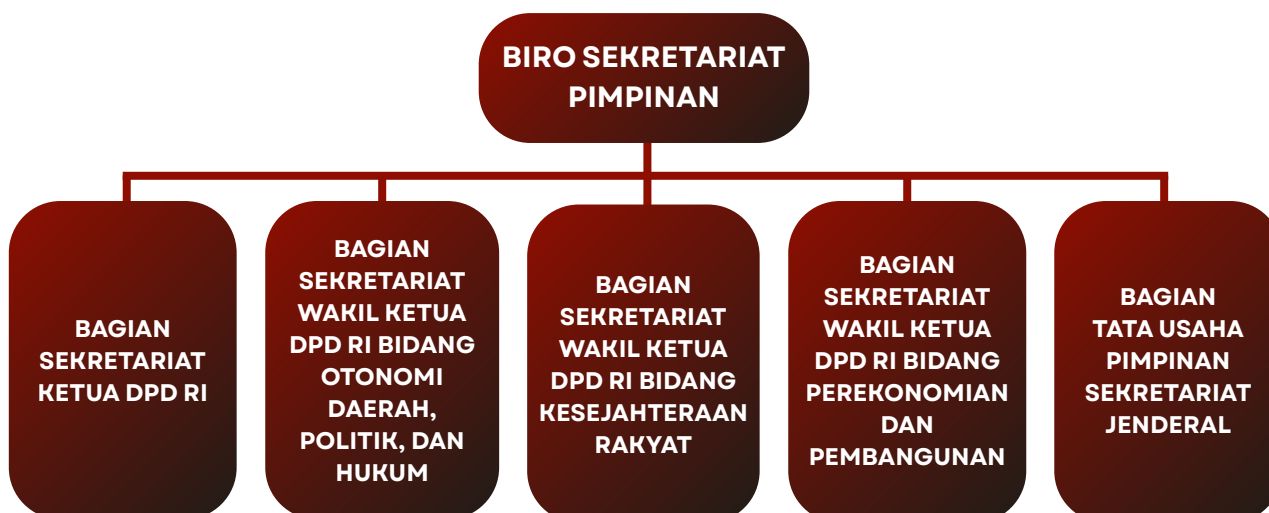 BIRO SEKRETARIAT
PIMPINAN
BAGIAN
SEKRETARIAT
KETUA DPD RI
BAGIAN
SEKRETARIAT
WAKIL KETUA
DPD RI BIDANG
OTONOMI
DAERAH,
POLITIK, DAN
HUKUM
BAGIAN
SEKRETARIAT
WAKIL KETUA
DPD RI BIDANG
KESEJAHTERAAN
RAKYAT
BAGIAN
SEKRETARIAT
WAKIL KETUA
DPD RI BIDANG
PEREKONOMIAN
DAN
PEMBANGUNAN
BAGIAN
TATA USAHA
PIMPINAN
SEKRETARIAT
JENDERAL